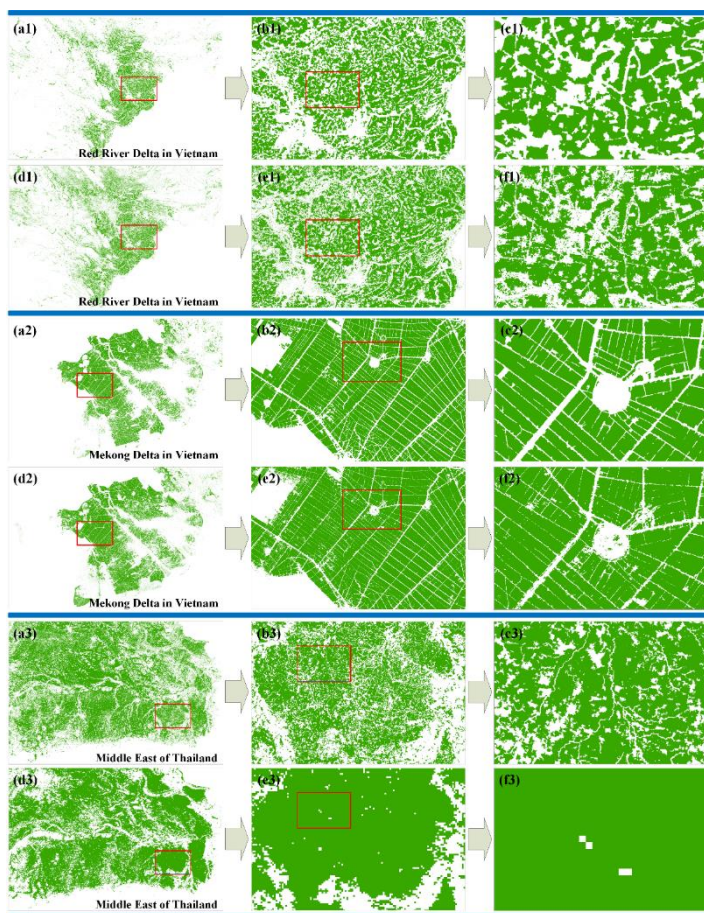 (a1) (b1) (c1)
Red River Delta in Vietnam
(d1) (e1) (f1)
Red River Delta in Vietnam
(a2) (b2) (c2)
Mekong Delta in Vietnam
(d2) (e2) (f2)
Mekong Delta in Vietnam
(a3) (b3) (c3)
Middle East of Thailand
(d3) (e3) (f3)
Middle East of Thailand